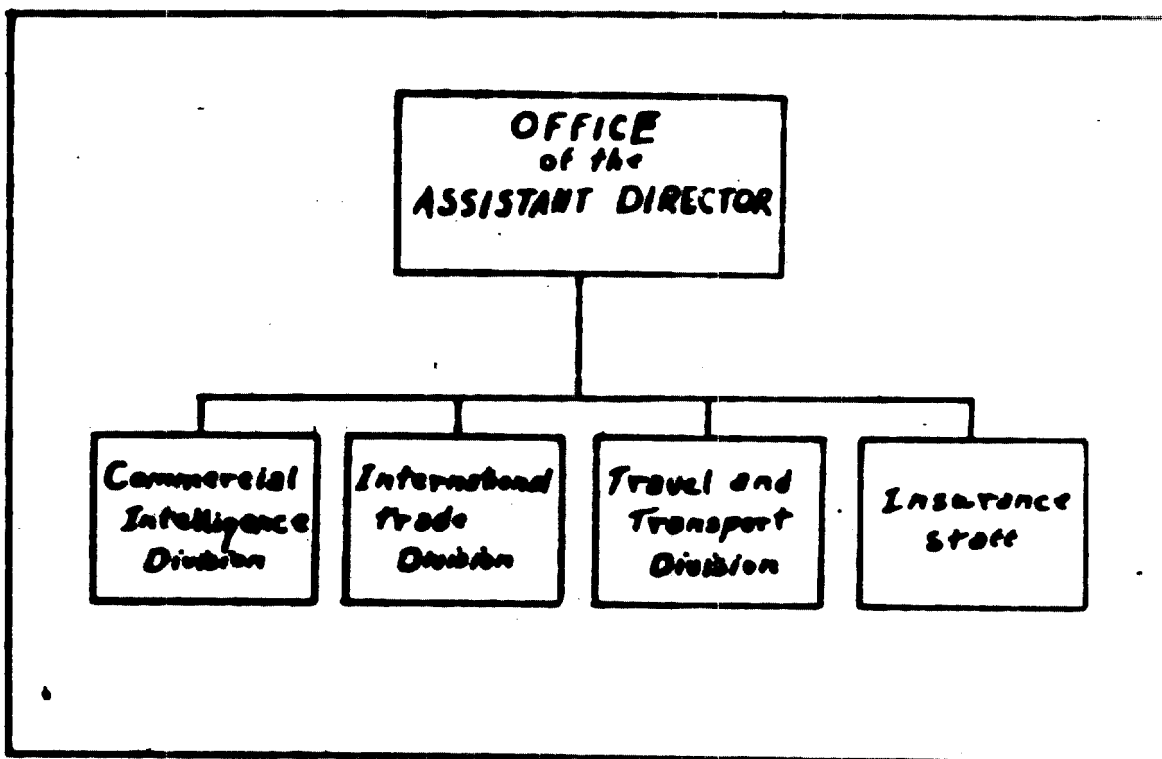 OFFICE
of the
ASSISTANT DIRECTOR
Commercial
Intelligence
Division
International
trade
Division
Travel and
Transport
Division
Insurance
staff